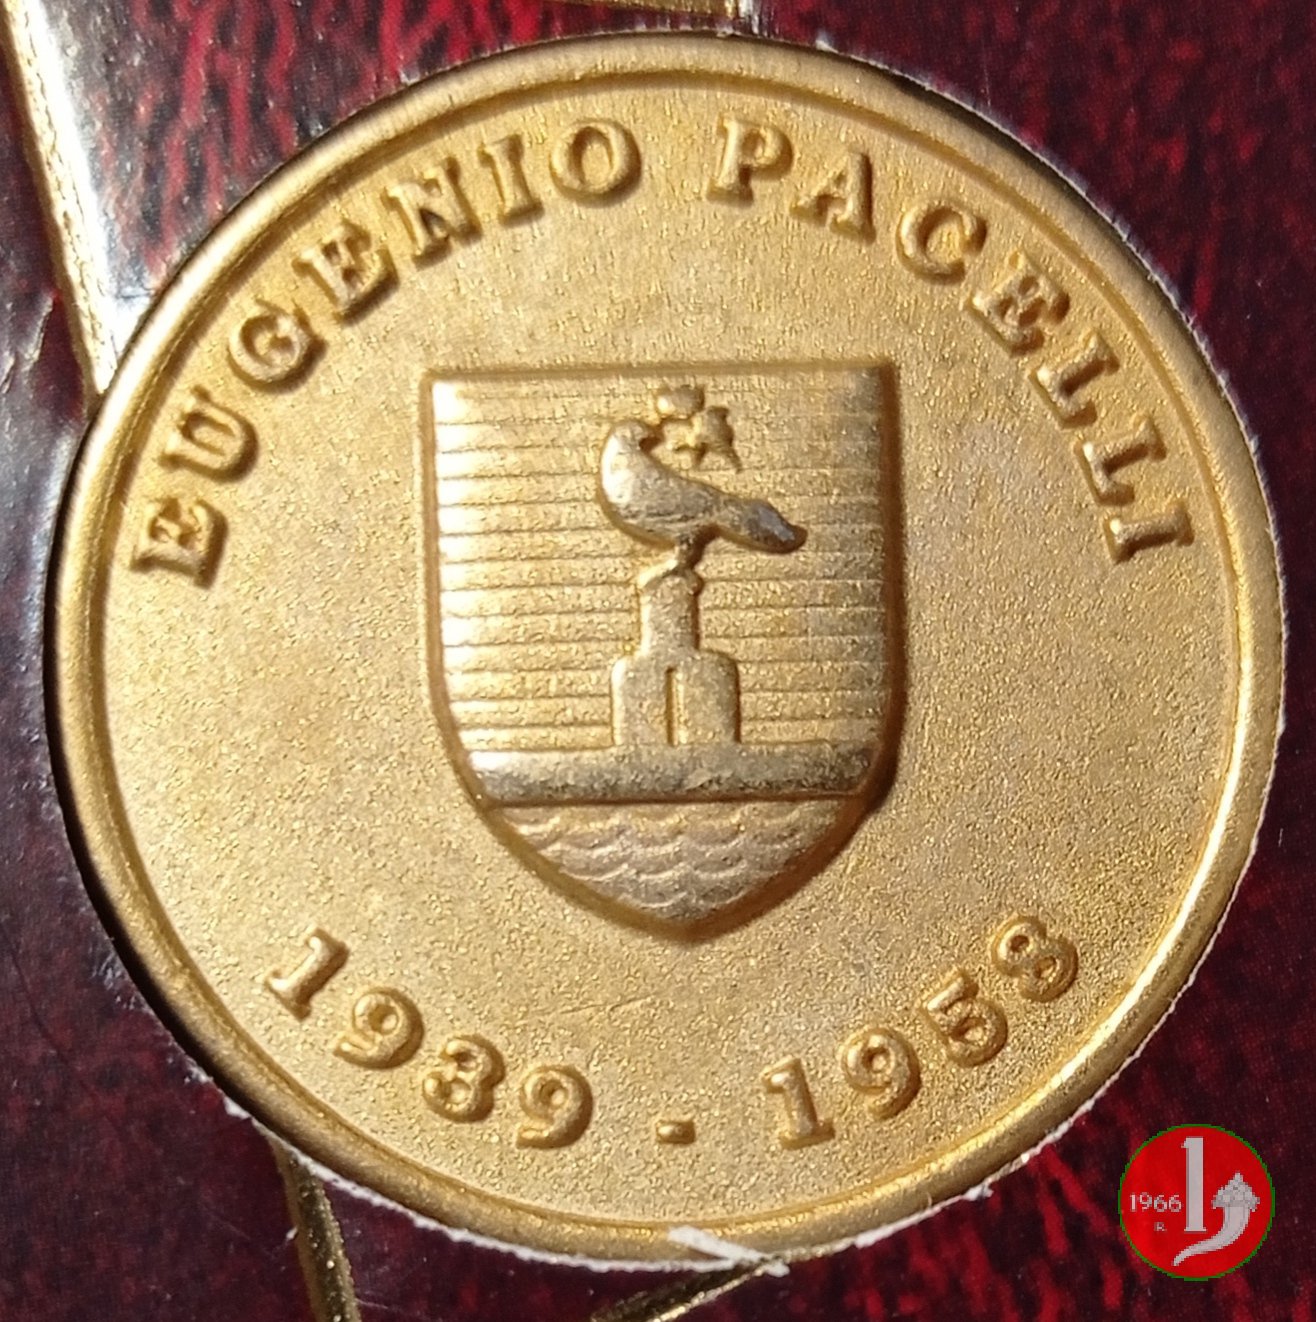 EUGENIO PACELLI
1939 - 1958
1966
R.